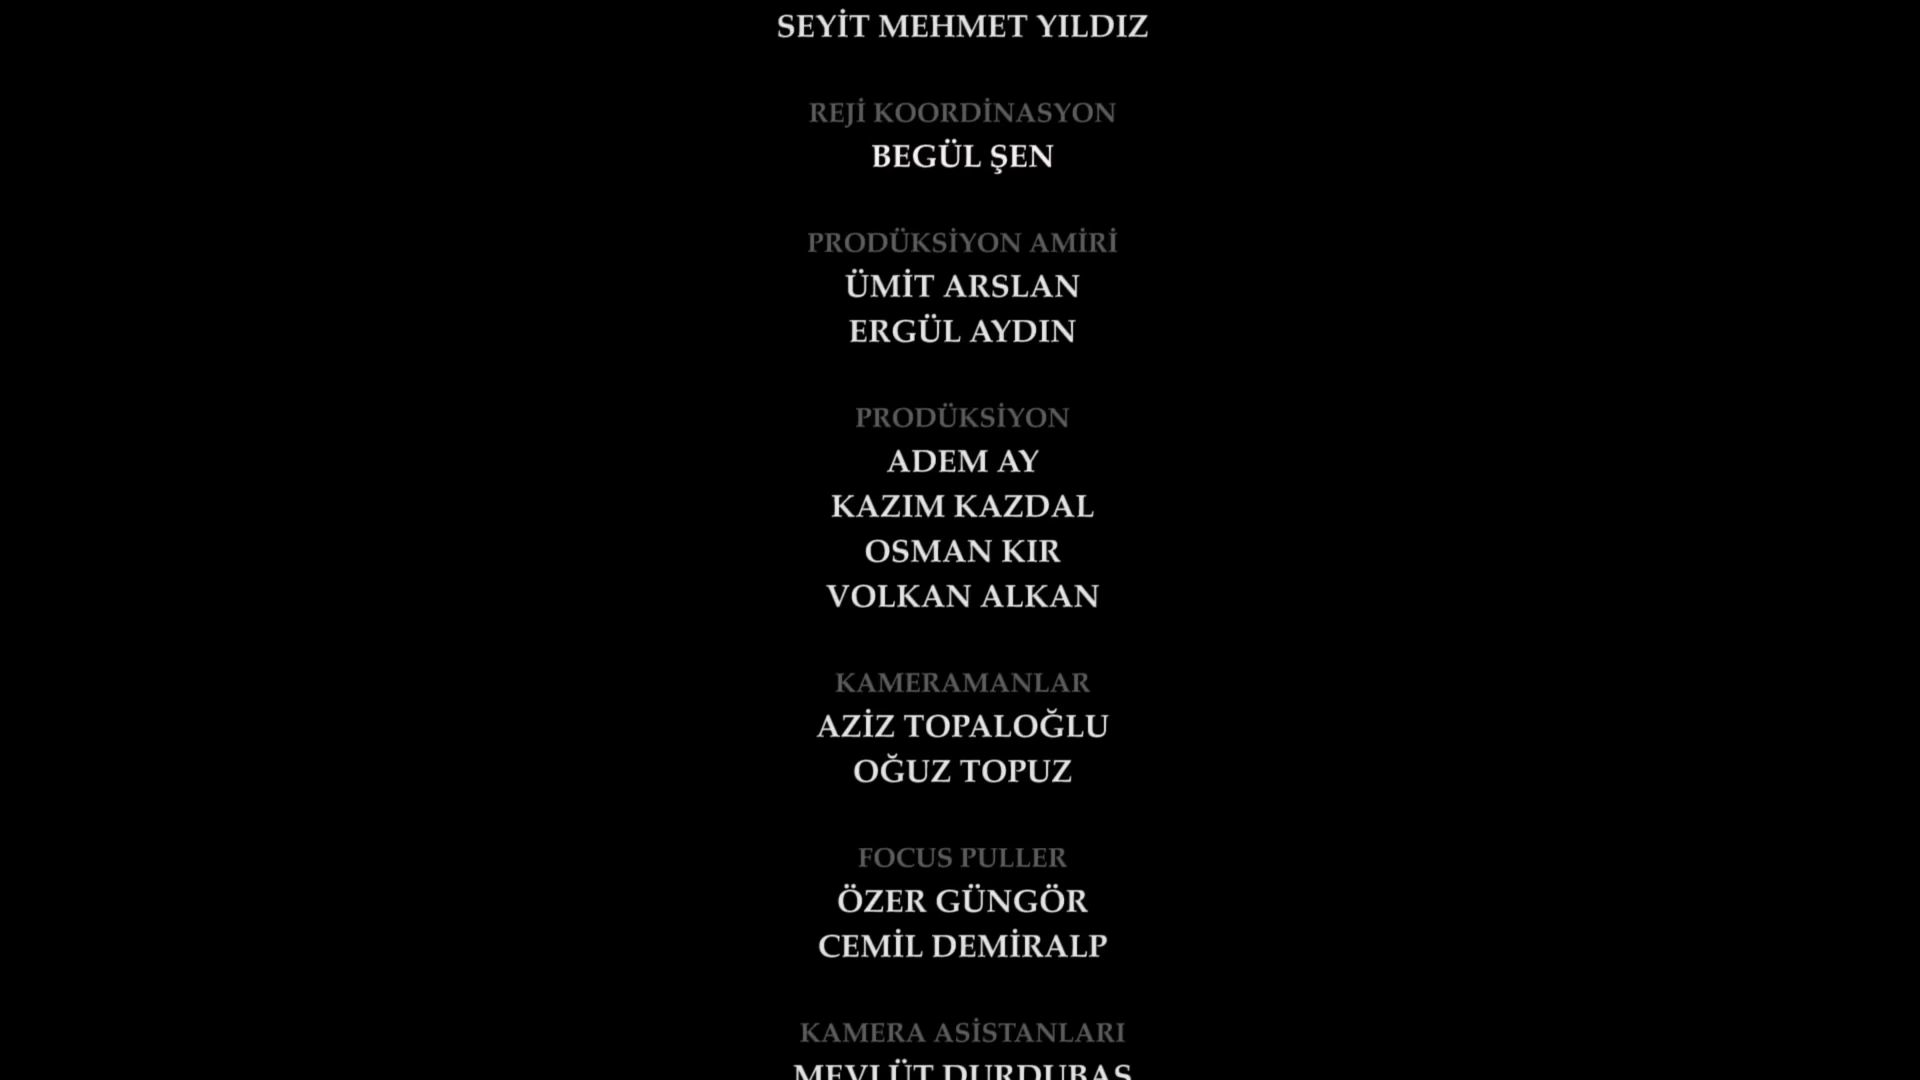 SEYİT MEHMET YILDIZ
REJİ KOORDİNASYON
BEGÜL ŞEN
PRODÜKSİYON AMİRİ
ÜMİT ARSLAN
ERGÜL AYDIN
PRODÜKSİYON
ADEM AY
KAZIM KAZDAL
OSMAN KIR
VOLKAN ALKAN
KAMERAMANLAR
AZİZ TOPALOĞLU
OĞUZ TOPUZ
FOCUS PULLER
ÖZER GÜNGÖR
CEMİL DEMİRALP
KAMERA ASİSTANLARI
MEVLÜT